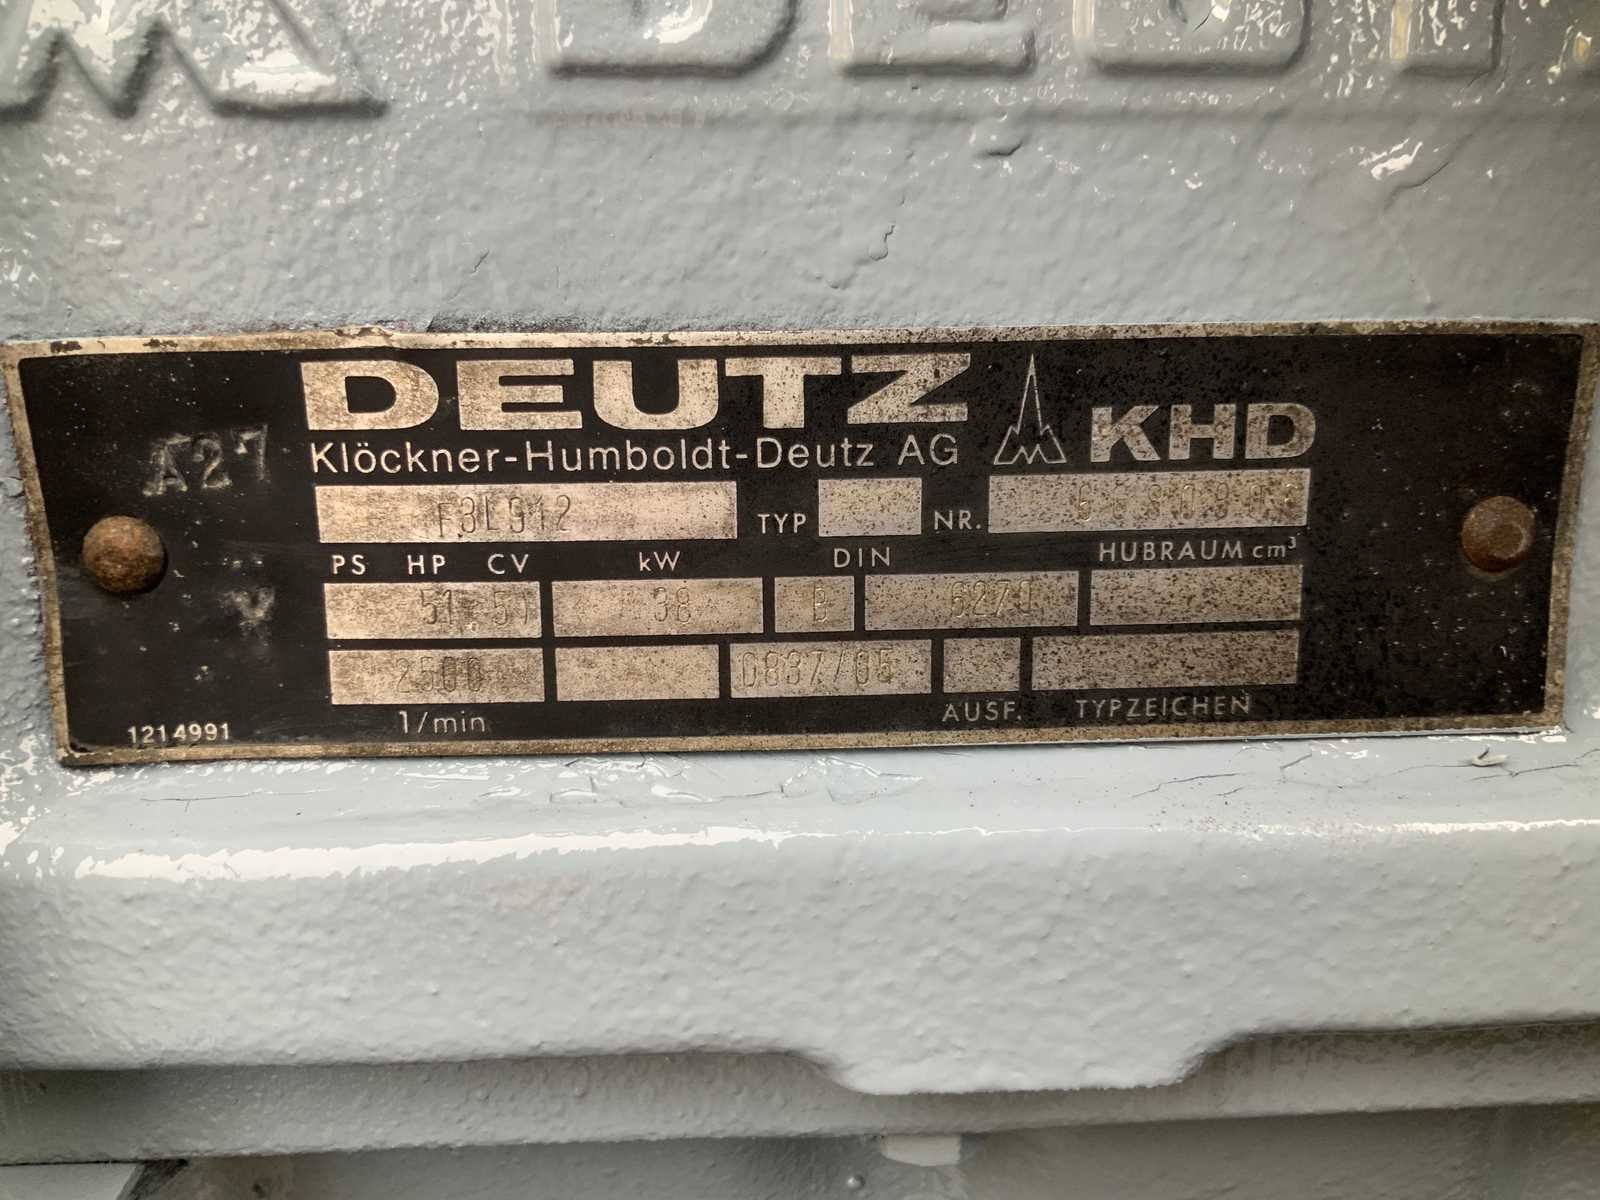 DEUTZ
DEUTZ KHD
Klöckner-Humboldt-Deutz AG
A27
F3L912 TYP NR.
PS HP CV kW DIN HUBRAUM cm³
51.51 38 B 6270
2500 0837/05
1/min AUSF. TYPZEICHEN
1214991